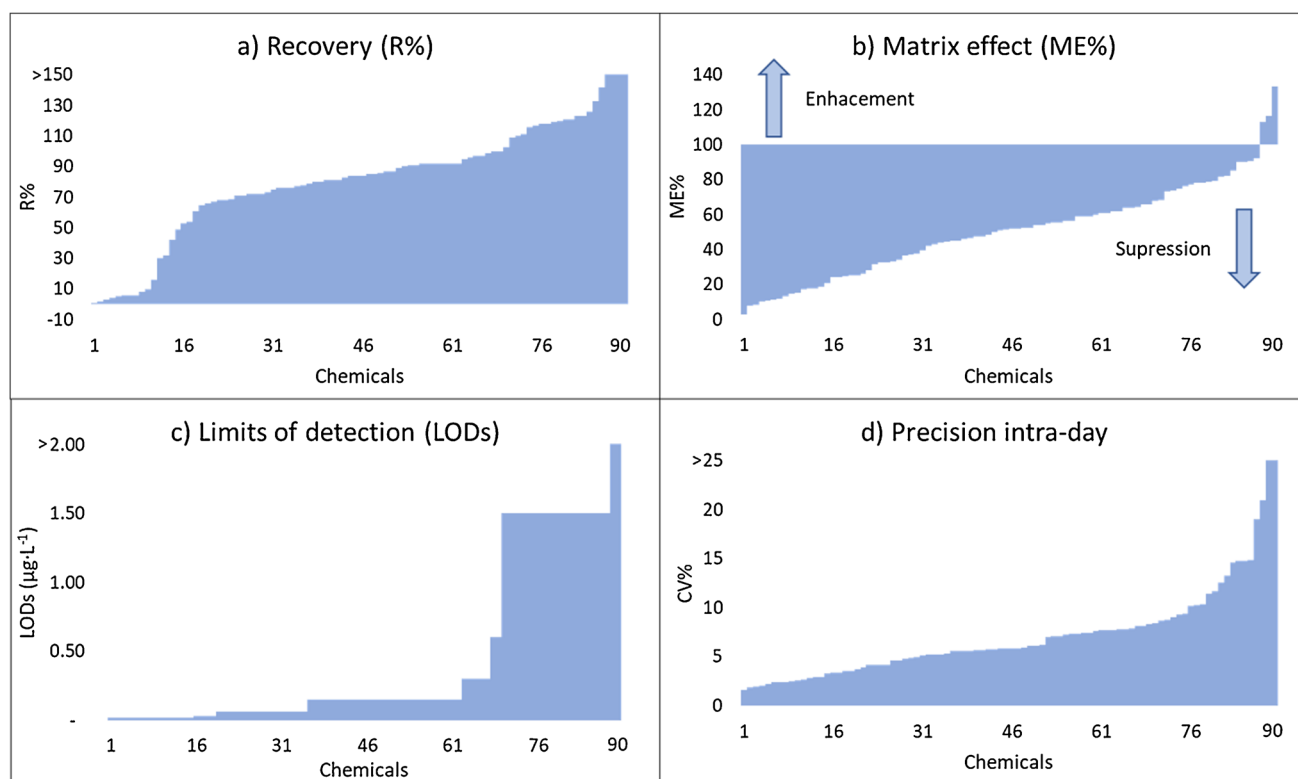 a) Recovery (R%)
>150
130
110
90
70
50
30
10
-10
R%
1 16 31 46 61 76 90
Chemicals
b) Matrix effect (ME%)
140
120
100
80
60
40
20
0
ME%
Enhacement
Supression
1 16 31 46 61 76 90
Chemicals
c) Limits of detection (LODs)
>2.00
1.50
1.00
0.50
-
LODs (µg·L⁻¹)
1 16 31 46 61 76 90
Chemicals
d) Precision intra-day
>25
20
15
10
5
0
CV%
1 16 31 46 61 76 90
Chemicals